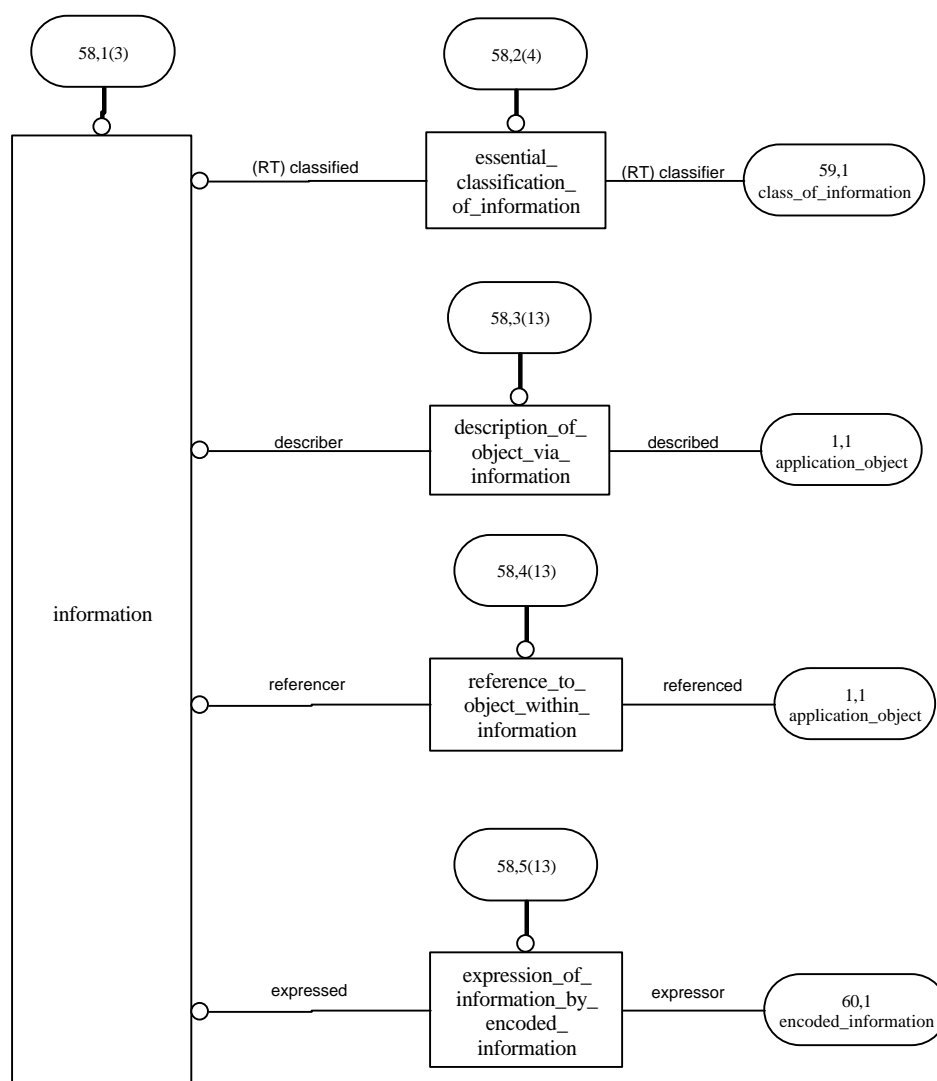 58,1(3)
58,2(4)
(RT) classified
essential_
classification_
of_information
(RT) classifier
59,1
class_of_information
58,3(13)
describer
description_of_
object_via_
information
described
1,1
application_object
58,4(13)
information
referencer
reference_to_
object_within_
information
referenced
1,1
application_object
58,5(13)
expressed
expression_of_
information_by_
encoded_
information
expressor
60,1
encoded_information